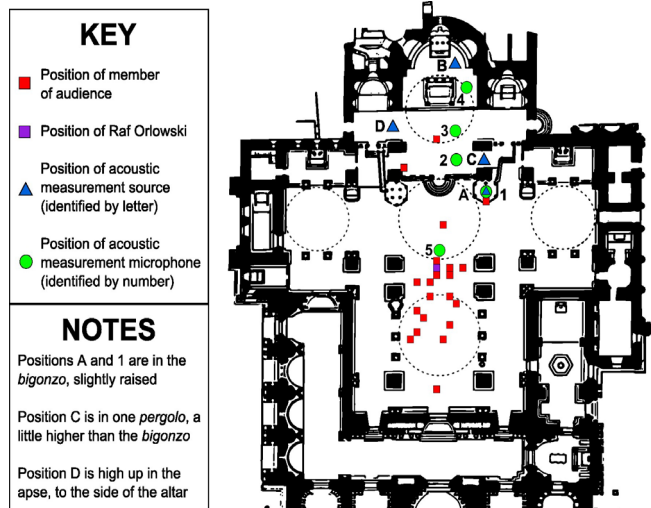 KEY
Position of member
of audience
Position of Raf Orlowski
Position of acoustic
measurement source
(identified by letter)
Position of acoustic
measurement microphone
(identified by number)
NOTES
Positions A and 1 are in the
bigonzo, slightly raised
Position C is in one pergolo, a
little higher than the bigonzo
Position D is high up in the
apse, to the side of the altar
B
4
D
3
2
C
A
1
5